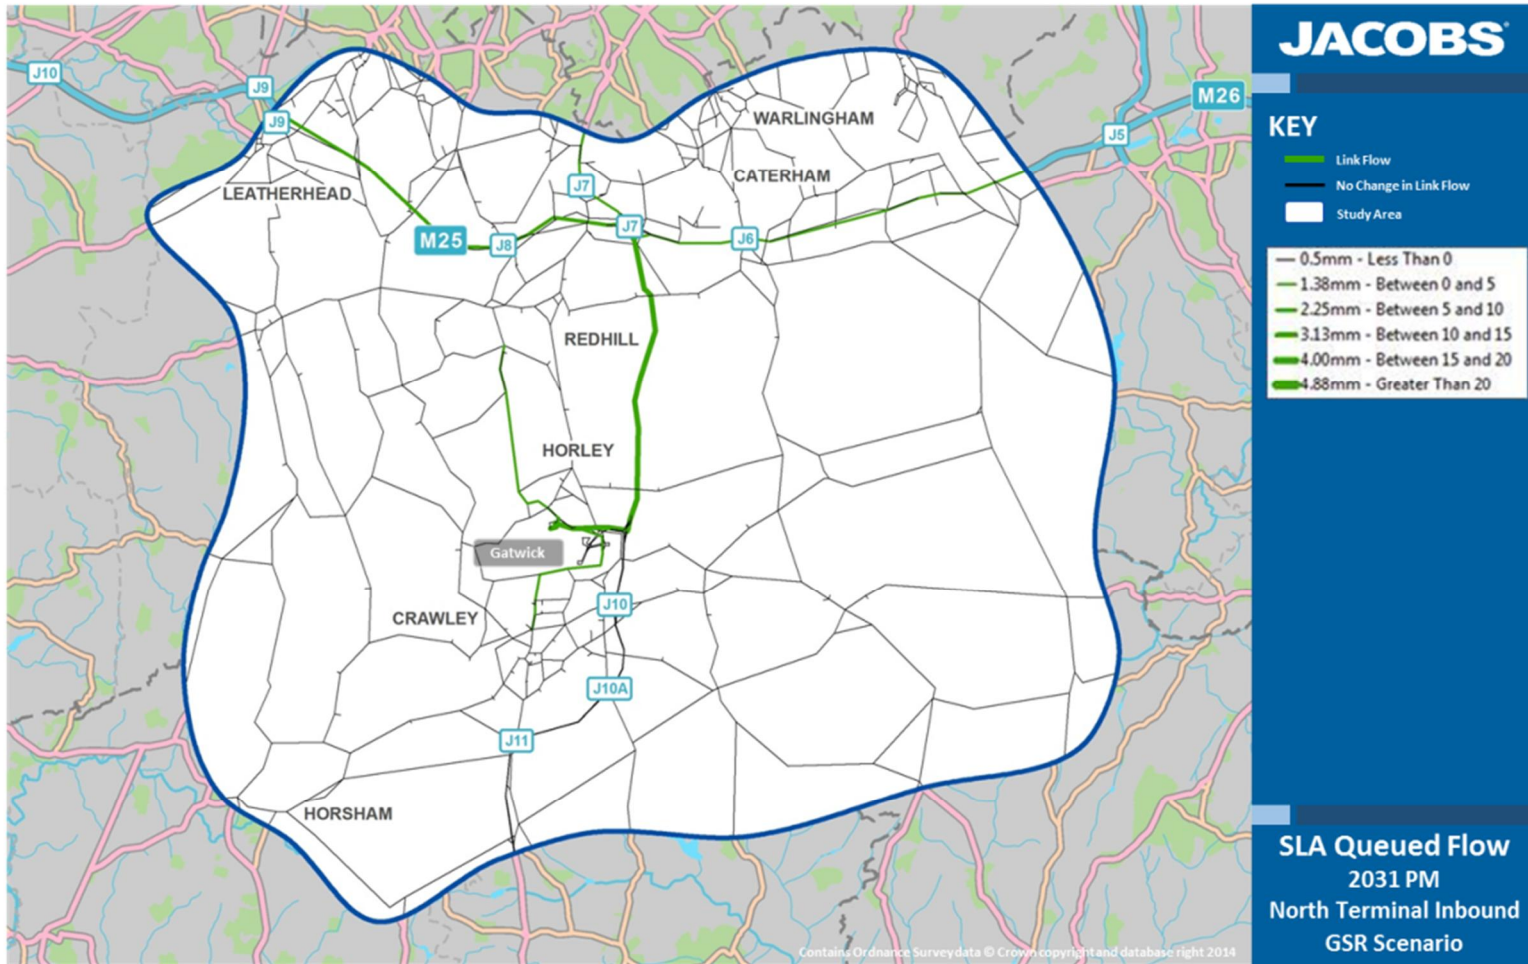 J10
J9
J9
LEATHERHEAD
M25
J8
J7
J7
J6
WARLINGHAM
CATERHAM
J5
M26
REDHILL
HORLEY
Gatwick
CRAWLEY
J10
J10A
J11
HORSHAM
Contains Ordnance Survey data © Crown copyright and database right 2014
JACOBS
KEY
Link Flow
No Change in Link Flow
Study Area
0.5mm - Less Than 0
1.38mm - Between 0 and 5
2.25mm - Between 5 and 10
3.13mm - Between 10 and 15
4.00mm - Between 15 and 20
4.88mm - Greater Than 20
SLA Queued Flow
2031 PM
North Terminal Inbound
GSR Scenario